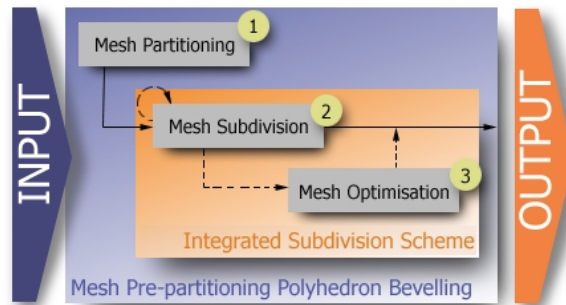 INPUT
Mesh Partitioning
1
Mesh Subdivision
2
Mesh Optimisation
3
Integrated Subdivision Scheme
Mesh Pre-partitioning Polyhedron Bevelling
OUTPUT